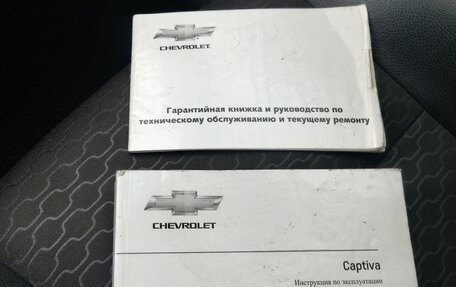 CHEVROLET
Гарантийная книжка и руководство по
техническому обслуживанию и текущему ремонту
CHEVROLET
Captiva
Инструкция по эксплуатации